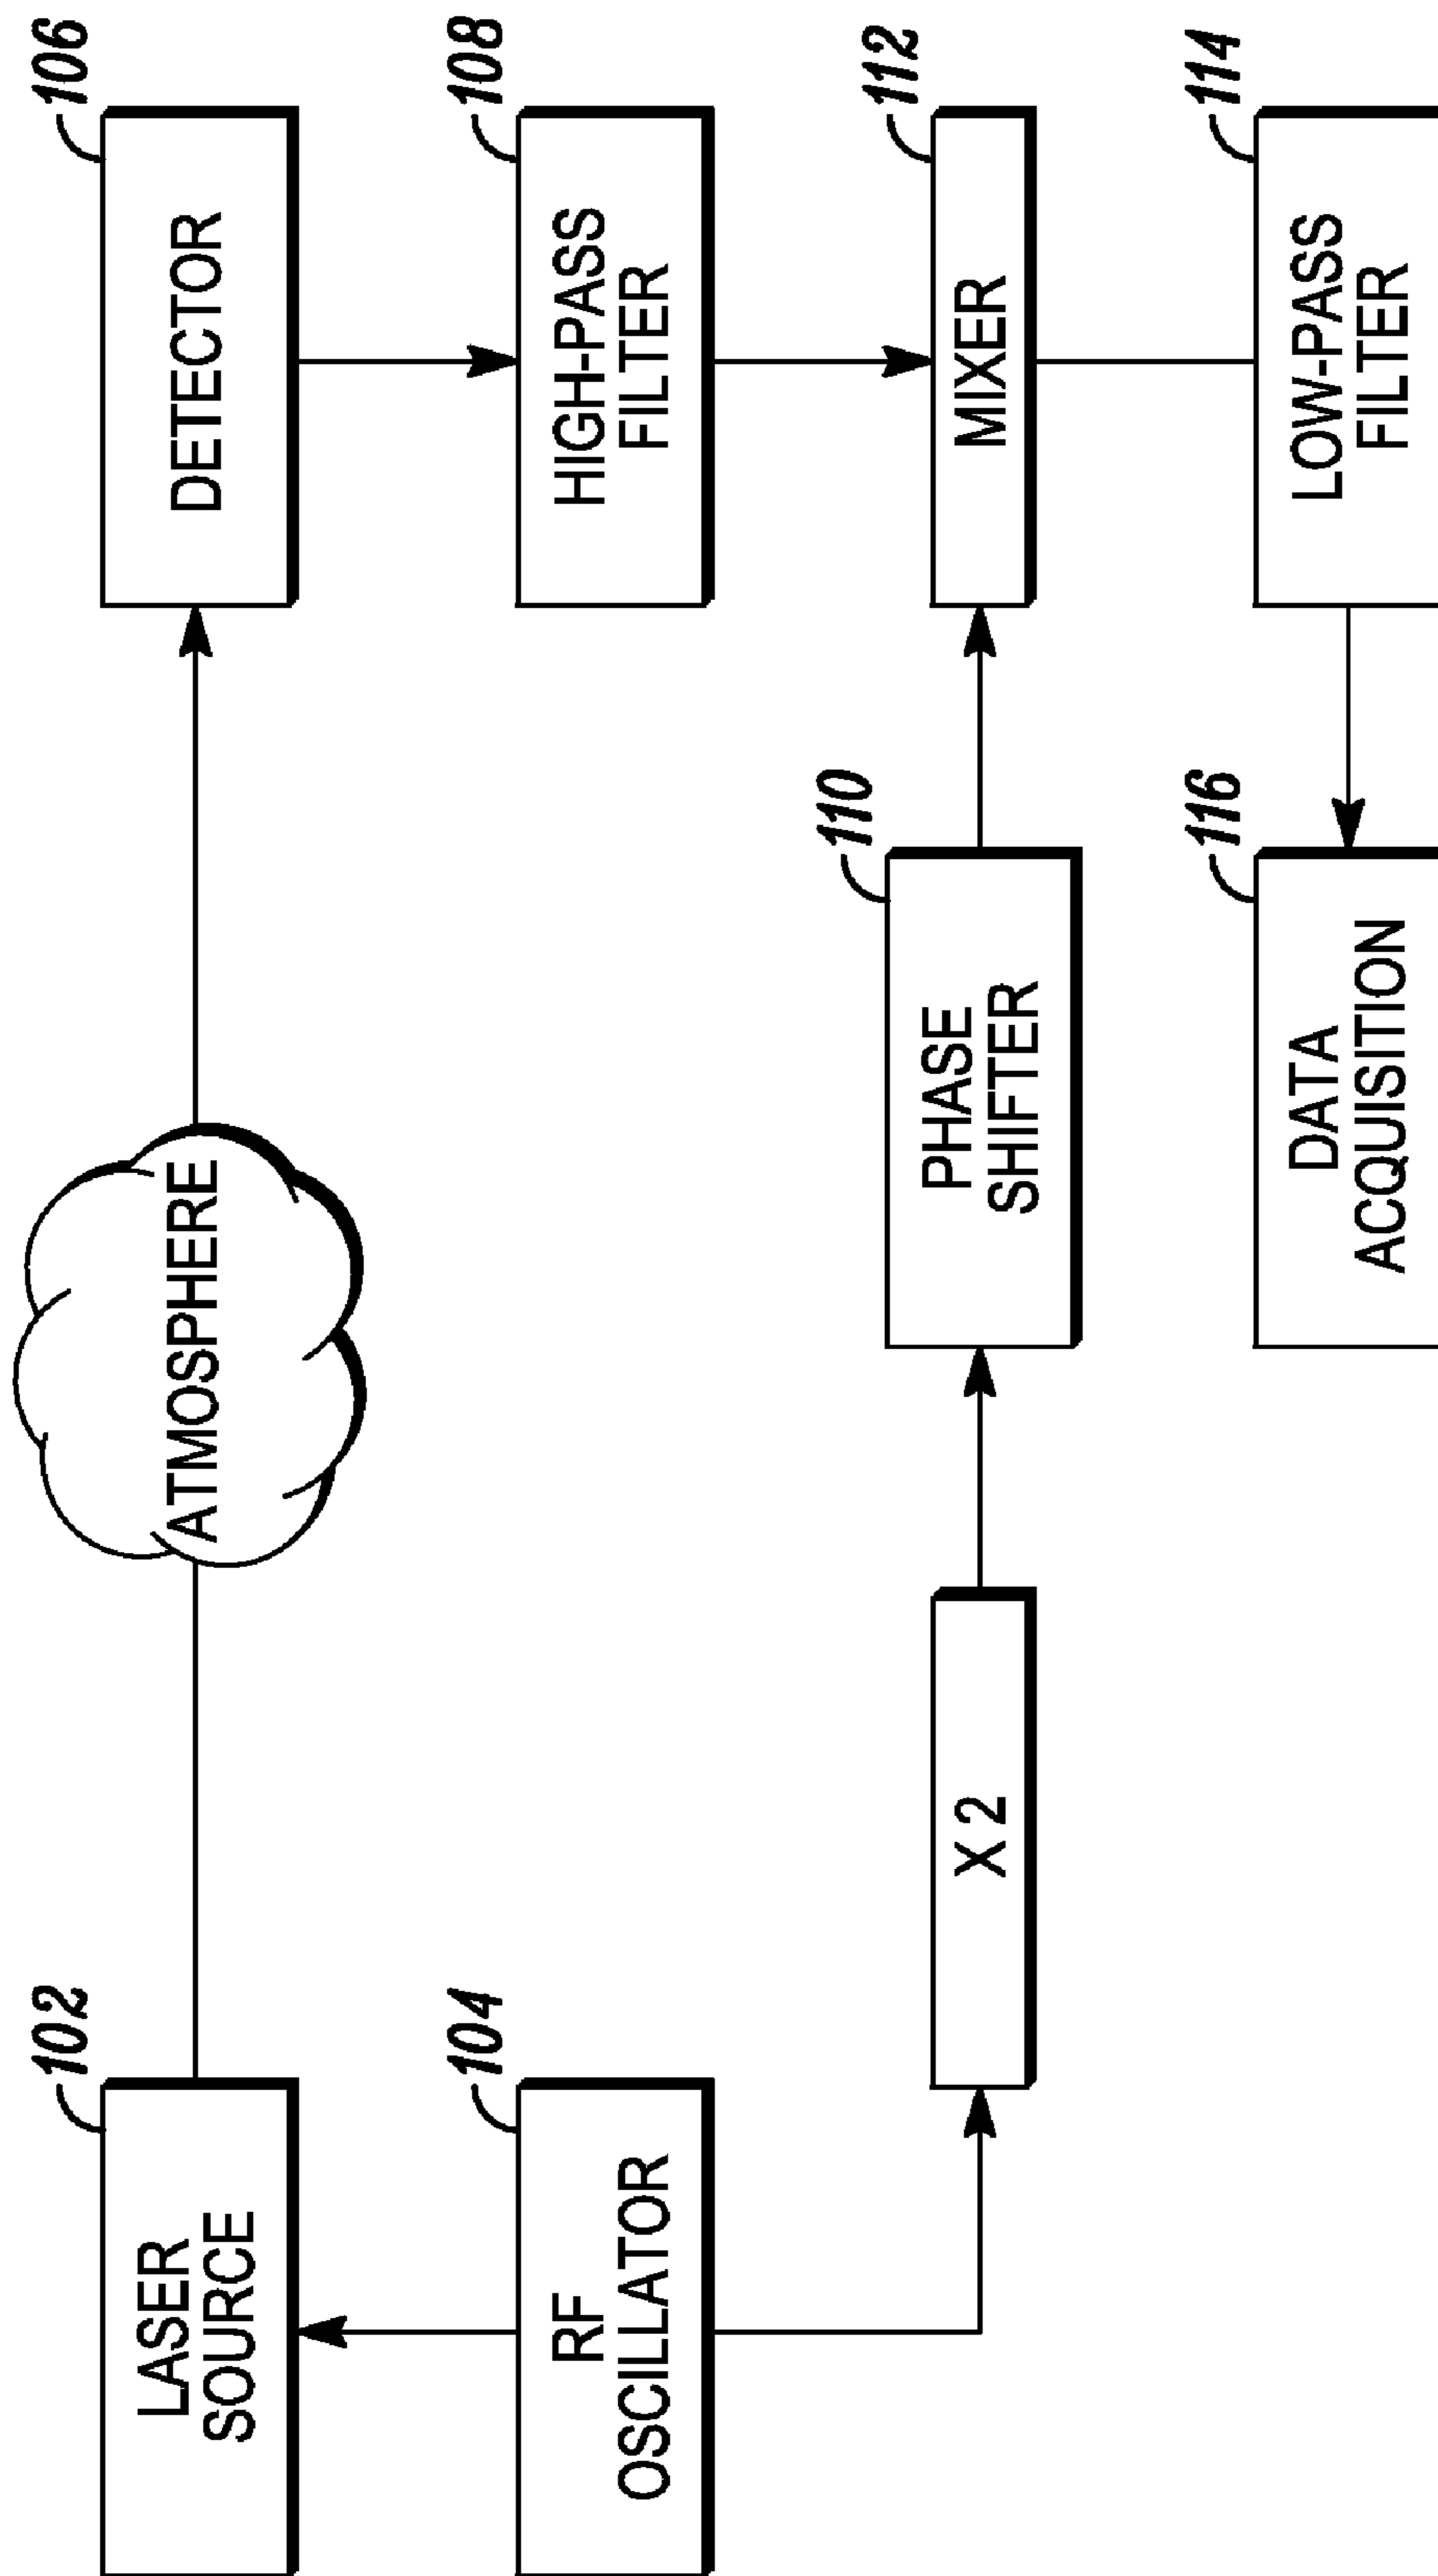 102
LASER
SOURCE
ATMOSPHERE
106
DETECTOR
104
RF
OSCILLATOR
108
HIGH-PASS
FILTER
X 2
110
PHASE
SHIFTER
112
MIXER
116
DATA
ACQUISITION
114
LOW-PASS
FILTER